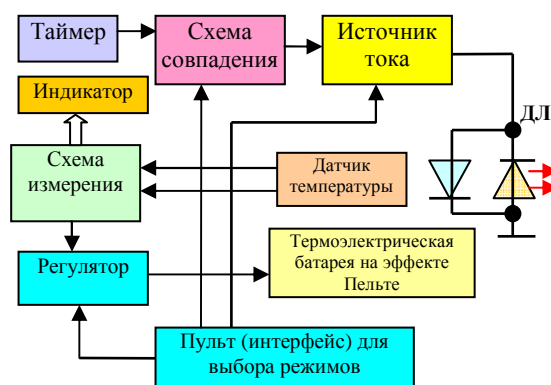 Таймер
Схема
совпадения
Источник
тока
Индикатор
ДЛ
Схема
измерения
Датчик
температуры
Регулятор
Термоэлектрическая
батарея на эффекте
Пельте
Пульт (интерфейс) для
выбора режимов